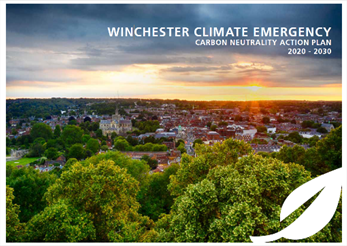 WINCHESTER CLIMATE EMERGENCY
CARBON NEUTRALITY ACTION PLAN
2020 - 2030